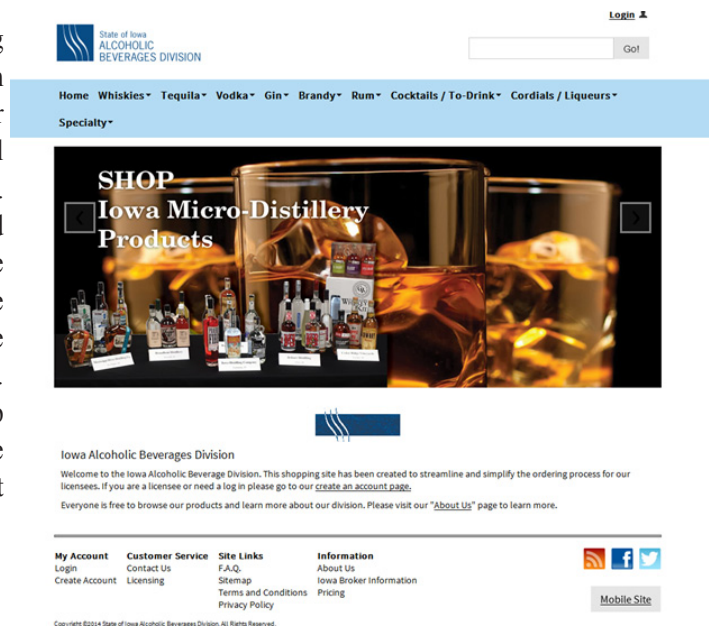 Login
State of Iowa
ALCOHOLIC
BEVERAGES DIVISION
Go!
Home Whiskies Tequila Vodka Gin Brandy Rum Cocktails / To-Drink Cordials / Liqueurs
Specialty
SHOP
Iowa Micro-Distillery
Products
Iowa Alcoholic Beverages Division
Welcome to the Iowa Alcoholic Beverage Division. This shopping site has been created to streamline and simplify the ordering process for our
licensees. If you are a licensee or need a log in please go to our create an account page.
Everyone is free to browse our products and learn more about our division. Please visit our "About Us" page to learn more.
My Account Customer Service Site Links Information
Login Contact Us F.A.Q. About Us
Create Account Licensing Sitemap Iowa Broker Information
Terms and Conditions Pricing
Privacy Policy
Mobile Site
Copyright ©2014 State of Iowa Alcoholic Beverages Division. All Rights Reserved.